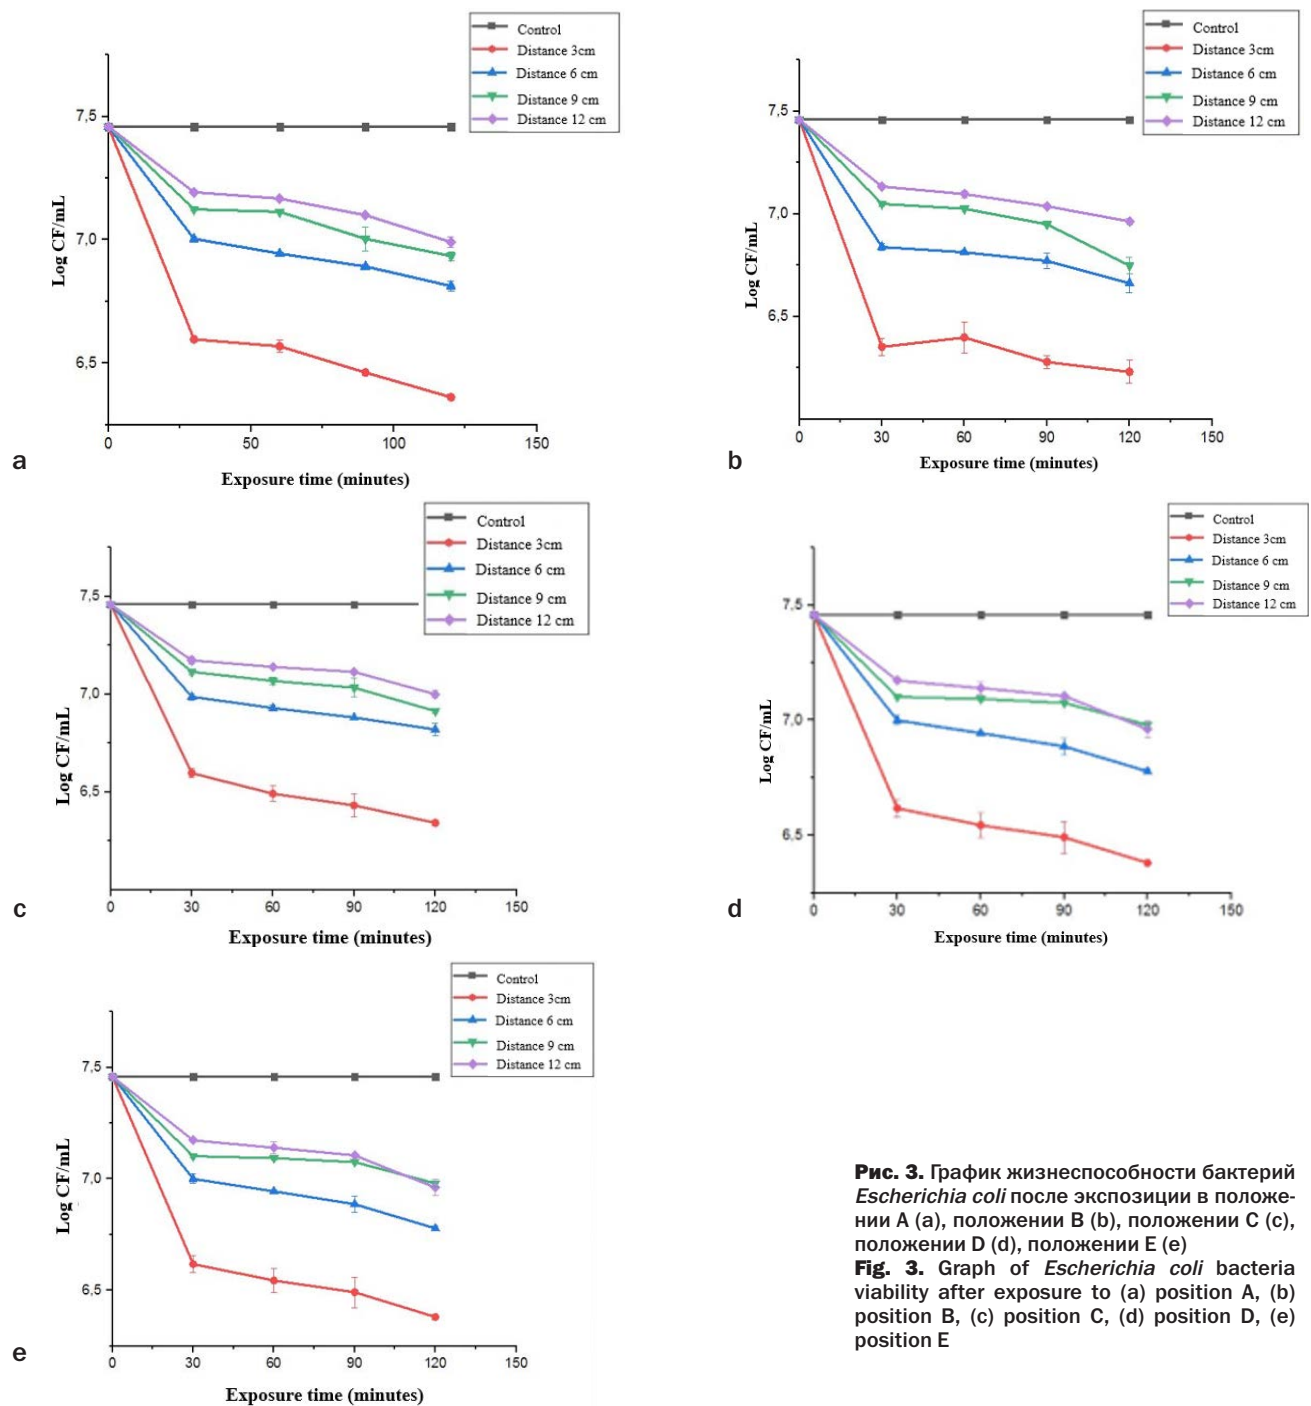 Control
Distance 3cm
Distance 6 cm
Distance 9 cm
Distance 12 cm
7,5
7,0
6,5
Log CF/mL
0
50
100
150
Exposure time (minutes)
a
Control
Distance 3cm
Distance 6 cm
Distance 9 cm
Distance 12 cm
7,5
7,0
6,5
Log CF/mL
0
30
60
90
120
150
Exposure time (minutes)
b
Control
Distance 3cm
Distance 6 cm
Distance 9 cm
Distance 12 cm
7,5
7,0
6,5
Log CF/mL
0
30
60
90
120
150
Exposure time (minutes)
c
Control
Distance 3cm
Distance 6 cm
Distance 9 cm
Distance 12 cm
7,5
7,0
6,5
Log CF/mL
0
30
60
90
120
150
Exposure time (minutes)
d
Control
Distance 3cm
Distance 6 cm
Distance 9 cm
Distance 12 cm
7,5
7,0
6,5
Log CF/mL
0
30
60
90
120
150
Exposure time (minutes)
e
Рис. 3. График жизнеспособности бактерий
Escherichia coli после экспозиции в положе-
нии A (a), положении B (b), положении C (c),
положении D (d), положении E (e)
Fig. 3. Graph of Escherichia coli bacteria
viability after exposure to (a) position A, (b)
position B, (c) position C, (d) position D, (e)
position E